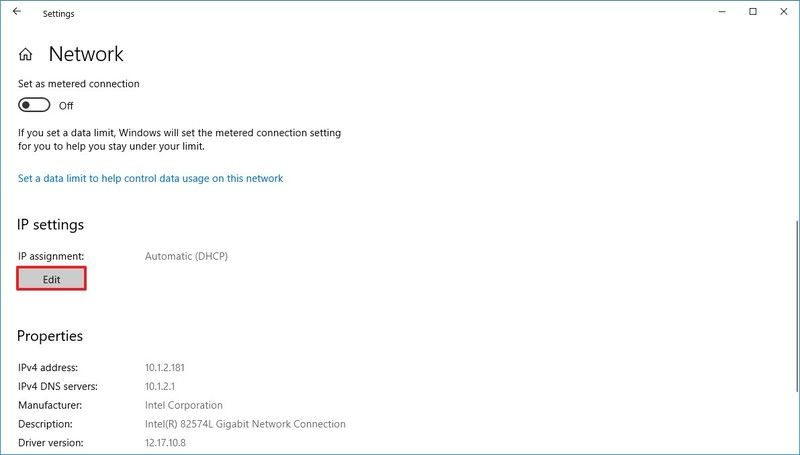 Settings
Network
Set as metered connection
Off
If you set a data limit, Windows will set the metered connection setting
for you to help you stay under your limit.
Set a data limit to help control data usage on this network
IP settings
IP assignment: Automatic (DHCP)
Edit
Properties
IPv4 address: 10.1.2.181
IPv4 DNS servers: 10.1.2.1
Manufacturer: Intel Corporation
Description: Intel(R) 82574L Gigabit Network Connection
Driver version: 12.17.10.8